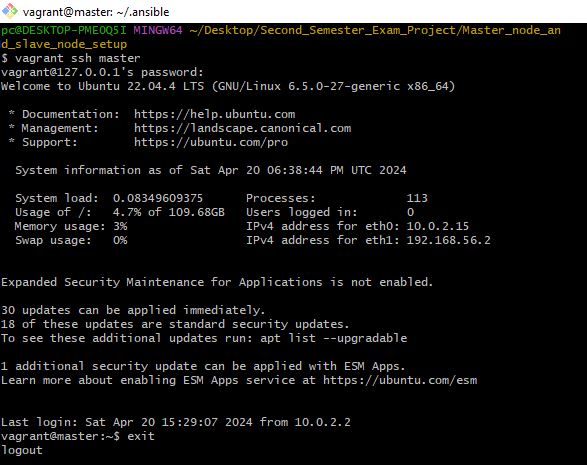 vagrant@master: ~/.ansible
pc@DESKTOP-PMEOQ5I MINGW64 ~/Desktop/Second_Semester_Exam_Project/Master_node_an
d_slave_node_setup
$ vagrant ssh master
vagrant@127.0.0.1's password:
Welcome to Ubuntu 22.04.4 LTS (GNU/Linux 6.5.0-27-generic x86_64)
* Documentation:  https://help.ubuntu.com
* Management:     https://landscape.canonical.com
* Support:        https://ubuntu.com/pro
System information as of Sat Apr 20 06:38:44 PM UTC 2024
System load:  0.08349609375      Processes:             113
Usage of /:   4.7% of 109.68GB   Users logged in:       0
Memory usage: 3%                 IPv4 address for eth0: 10.0.2.15
Swap usage:   0%                 IPv4 address for eth1: 192.168.56.2
Expanded Security Maintenance for Applications is not enabled.
30 updates can be applied immediately.
18 of these updates are standard security updates.
To see these additional updates run: apt list --upgradable
1 additional security update can be applied with ESM Apps.
Learn more about enabling ESM Apps service at https://ubuntu.com/esm
Last login: Sat Apr 20 15:29:07 2024 from 10.0.2.2
vagrant@master:~$ exit
logout